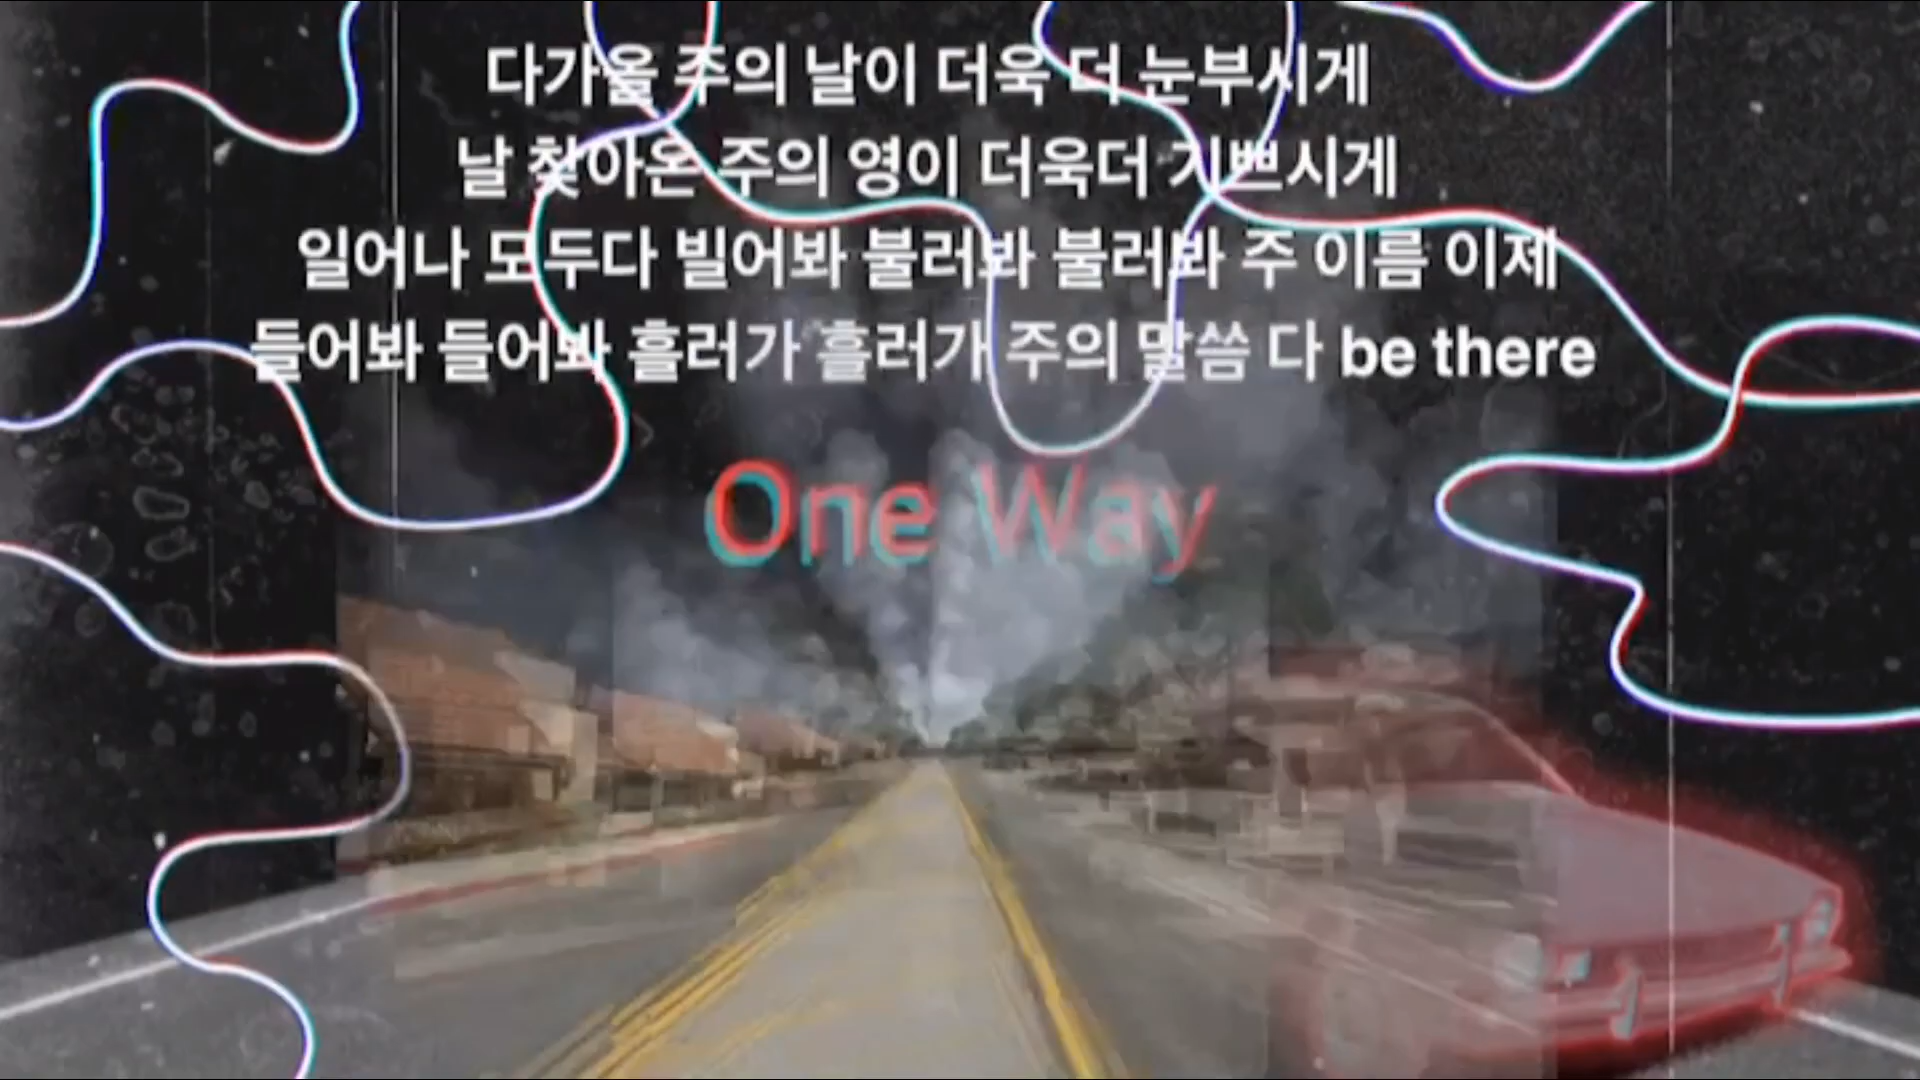 다가올 주의 날이 더욱 더 눈부시게
날 찾아온 주의 영이 더욱더 기쁘시게
일어나 모두다 빌어봐 불러봐 불러봐 주 이름 이제
들어봐 들어봐 흘러가 흘러가 주의 말씀 다 be there
One Way